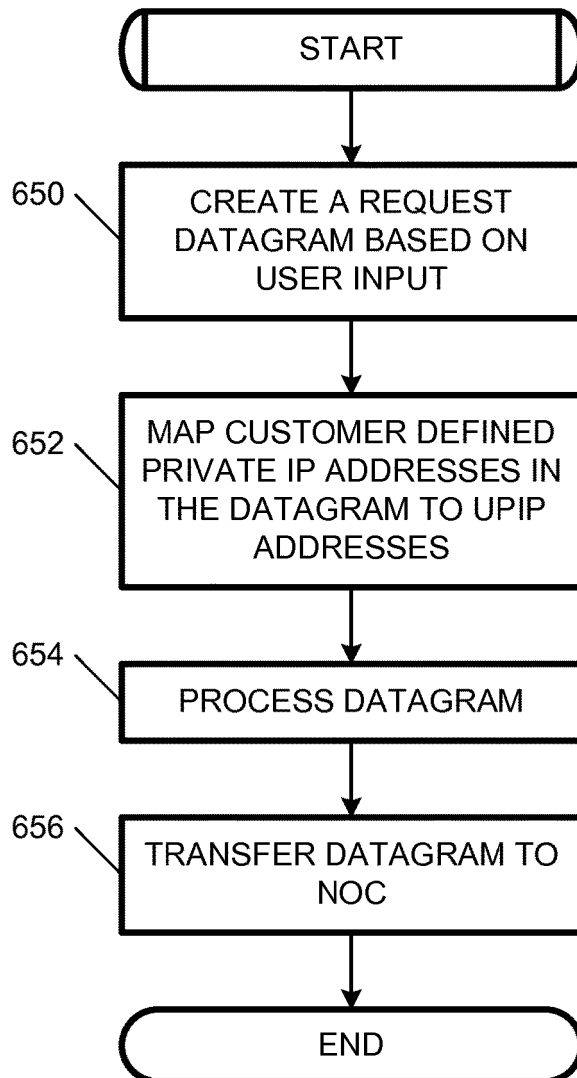 START
650
CREATE A REQUEST
DATAGRAM BASED ON
USER INPUT
652
MAP CUSTOMER DEFINED
PRIVATE IP ADDRESSES IN
THE DATAGRAM TO UPIP
ADDRESSES
654
PROCESS DATAGRAM
656
TRANSFER DATAGRAM TO
NOC
END